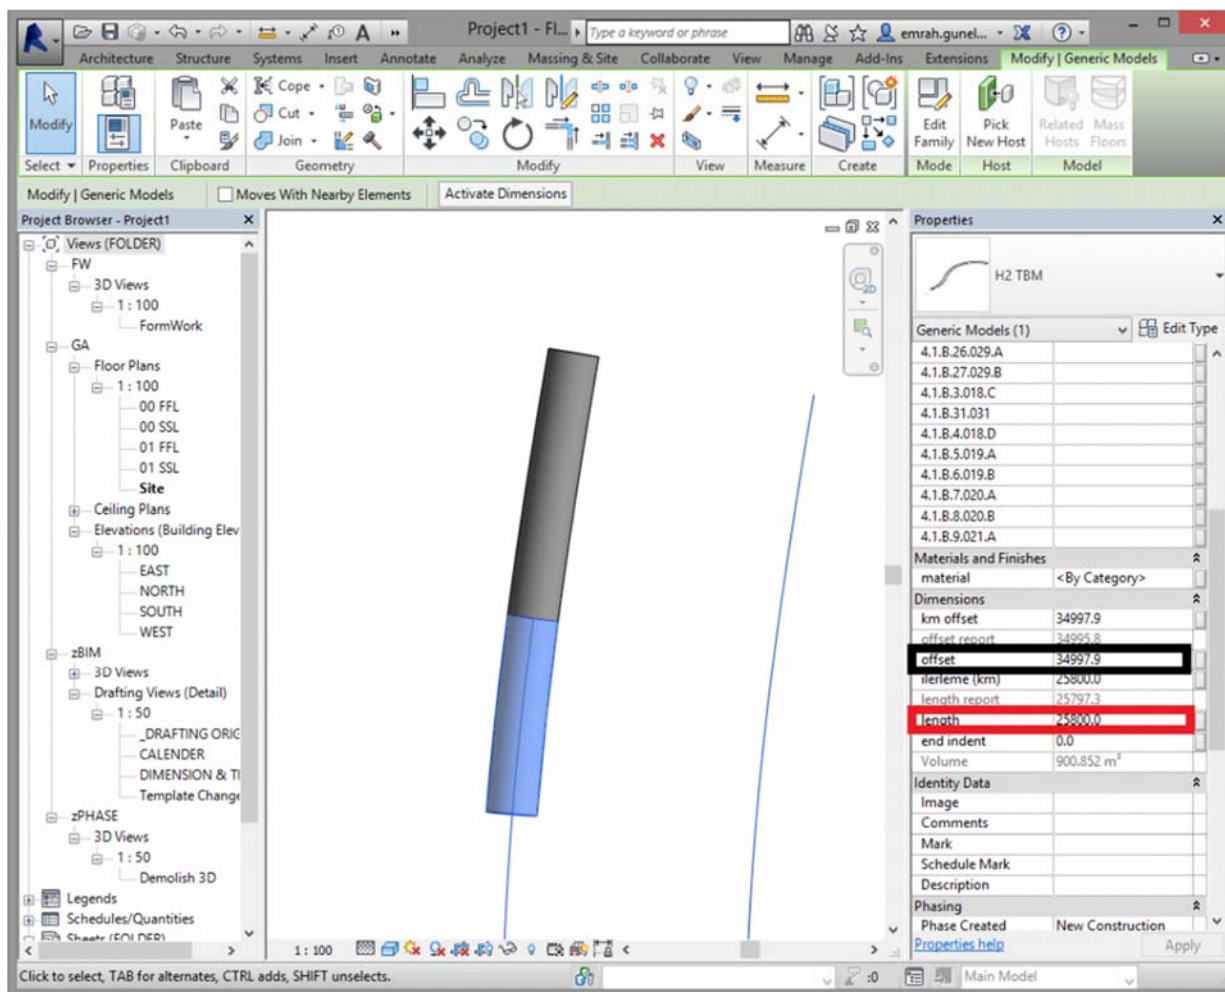 Project1 - Fl... Type a keyword or phrase emrah.gunel...
Architecture Structure Systems Insert Annotate Analyze Massing & Site Collaborate View Manage Add-Ins Extensions Modify | Generic Models
Modify Paste Cope Cut Join Edit Family Pick New Host Related Hosts Mass Floors
Select Properties Clipboard Geometry Modify View Measure Create Mode Host Model
Modify | Generic Models Moves With Nearby Elements Activate Dimensions
Project Browser - Project1
Views (FOLDER)
FW
3D Views
1 : 100
FormWork
GA
Floor Plans
1 : 100
00 FFL
00 SSL
01 FFL
01 SSL
Site
Ceiling Plans
Elevations (Building Elev
1 : 100
EAST
NORTH
SOUTH
WEST
zBIM
3D Views
Drafting Views (Detail)
1 : 50
_DRAFTING ORIG
CALENDER
DIMENSION & TI
Template Change
zPHASE
3D Views
1 : 50
Demolish 3D
Legends
Schedules/Quantities
Sheets (FOLDER)
2D
1 : 100
Properties
H2 TBM
Generic Models (1) Edit Type
4.1.B.26.029.A
4.1.B.27.029.B
4.1.B.3.018.C
4.1.B.31.031
4.1.B.4.018.D
4.1.B.5.019.A
4.1.B.6.019.B
4.1.B.7.020.A
4.1.B.8.020.B
4.1.B.9.021.A
Materials and Finishes
material <By Category>
Dimensions
km offset 34997.9
offset report 34995.8
offset 34997.9
ilerleme (km) 25800.0
length report 25797.3
length 25800.0
end indent 0.0
Volume 900.852 m³
Identity Data
Image
Comments
Mark
Schedule Mark
Description
Phasing
Phase Created New Construction
Properties help Apply
Click to select, TAB for alternates, CTRL adds, SHIFT unselects. :0 Main Model